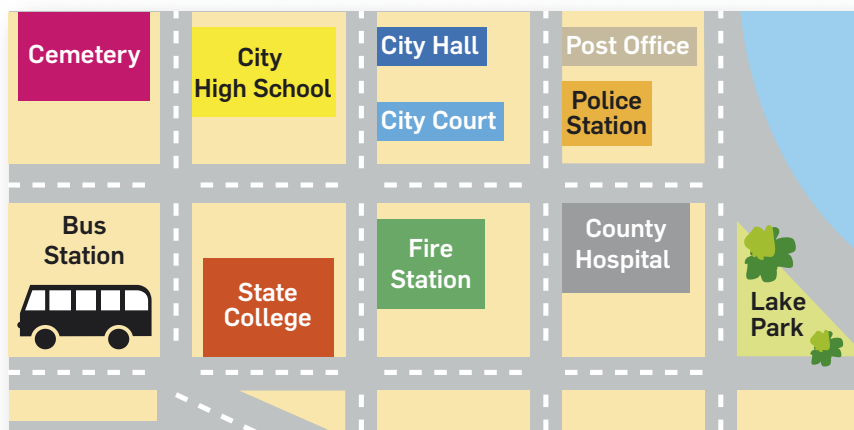 Cemetery
City
High School
City Hall
City Court
Post Office
Police
Station
Bus
Station
State
College
Fire
Station
County
Hospital
Lake
Park